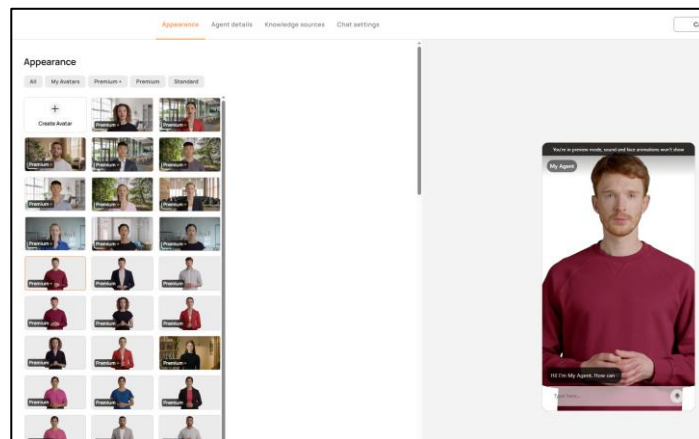 Appearance Agent details Knowledge sources Chat settings
Appearance
All My Avatars Premium + Premium Standard
Create Avatar Premium + Premium +
Premium + Premium + Premium +
Premium + Premium + Premium +
Premium + Premium + Premium +
Premium + Premium + Premium +
Premium Premium Premium
Premium Premium + Premium +
Premium Premium Premium
Premium Premium Premium
You're in preview mode, sound and face animations won't show
My Agent
Hi! I'm My Agent. How can
Type here...